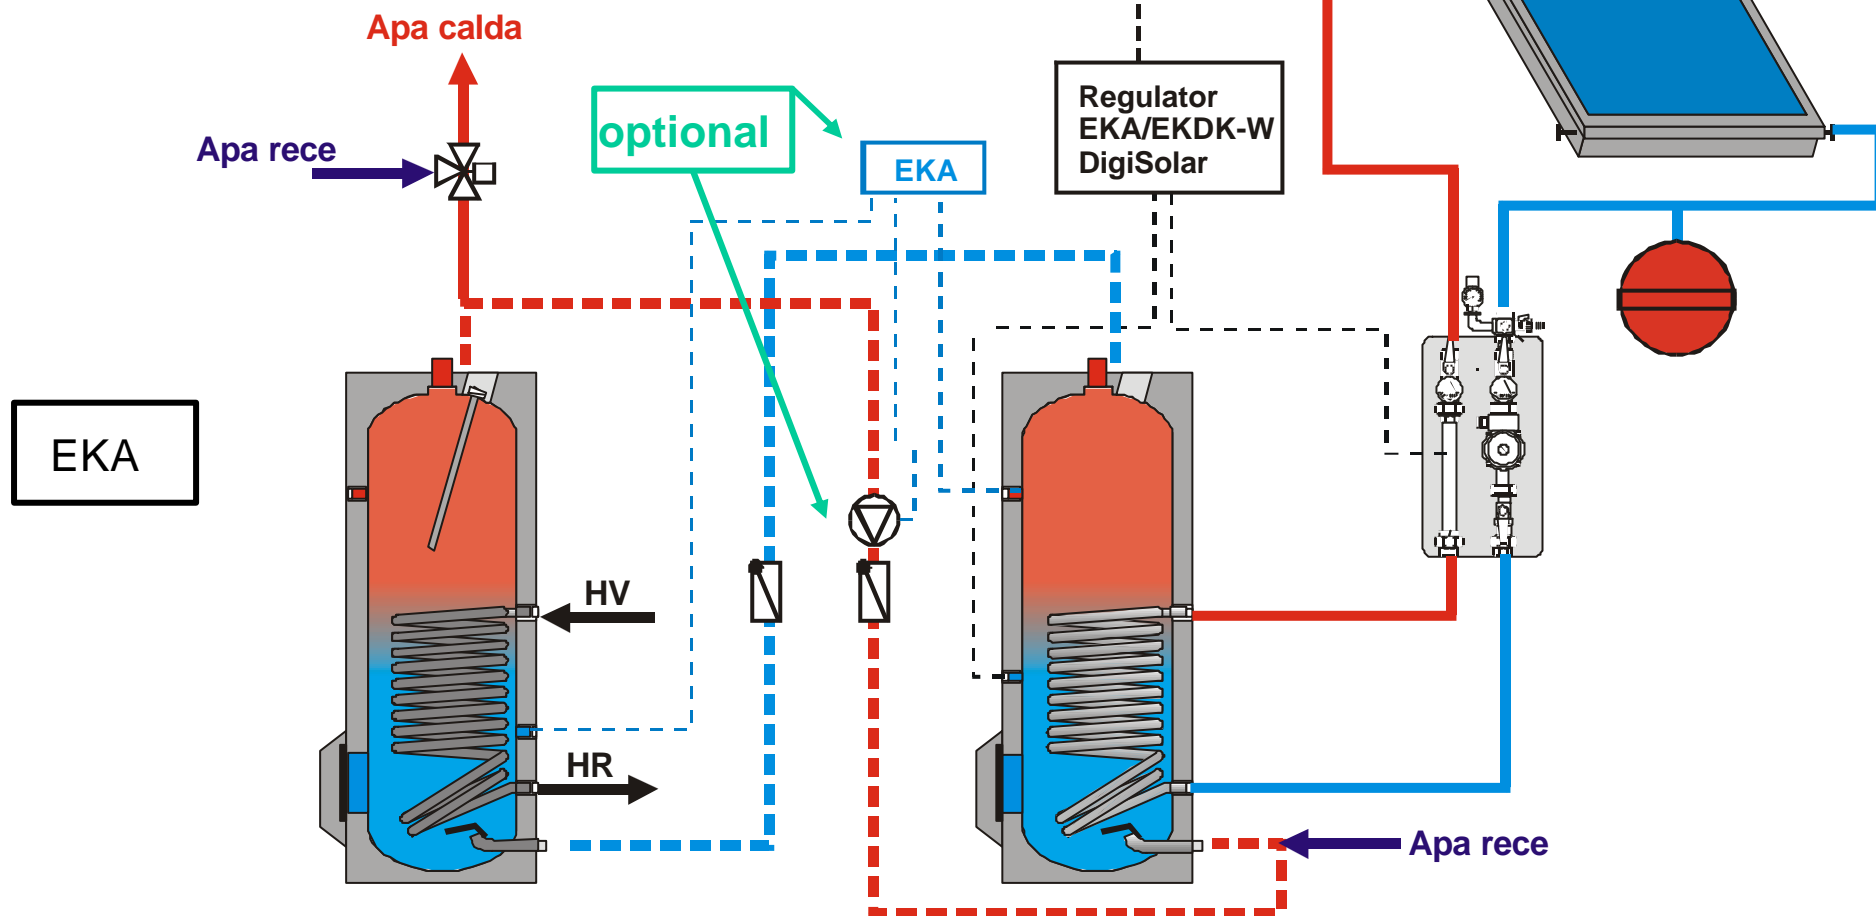 Apa calda
Apa rece
optional
EKA
Regulator
EKA/EKDK-W
DigiSolar
EKA
HV
HR
Apa rece